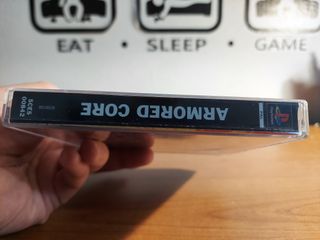 EAT • SLEEP • GAME
ARMORED CORE
SCES
00842